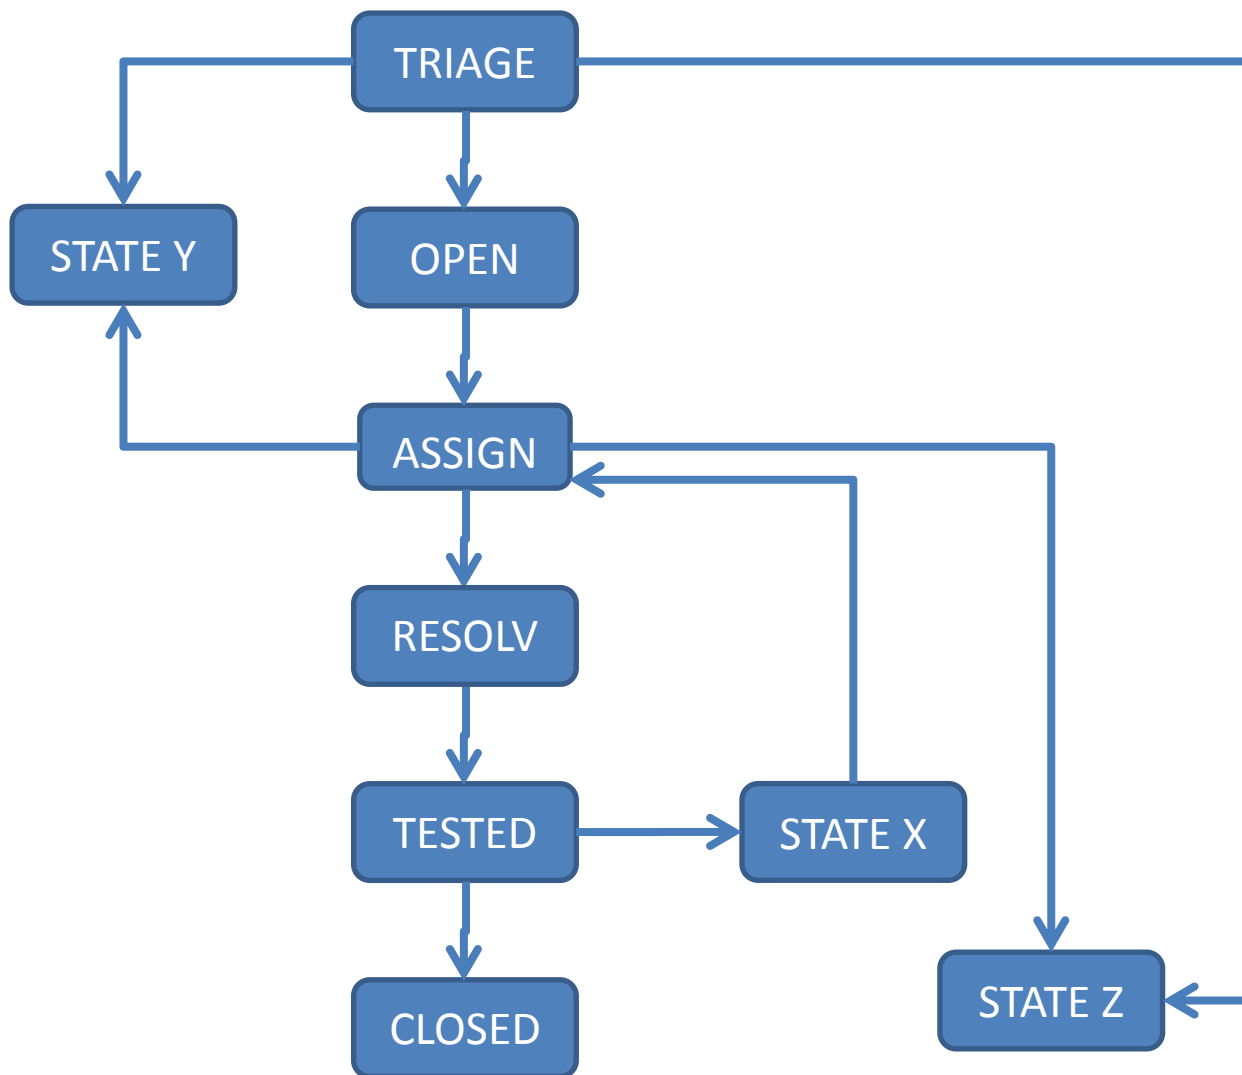 TRIAGE
STATE Y
OPEN
ASSIGN
RESOLV
TESTED
STATE X
STATE Z
CLOSED